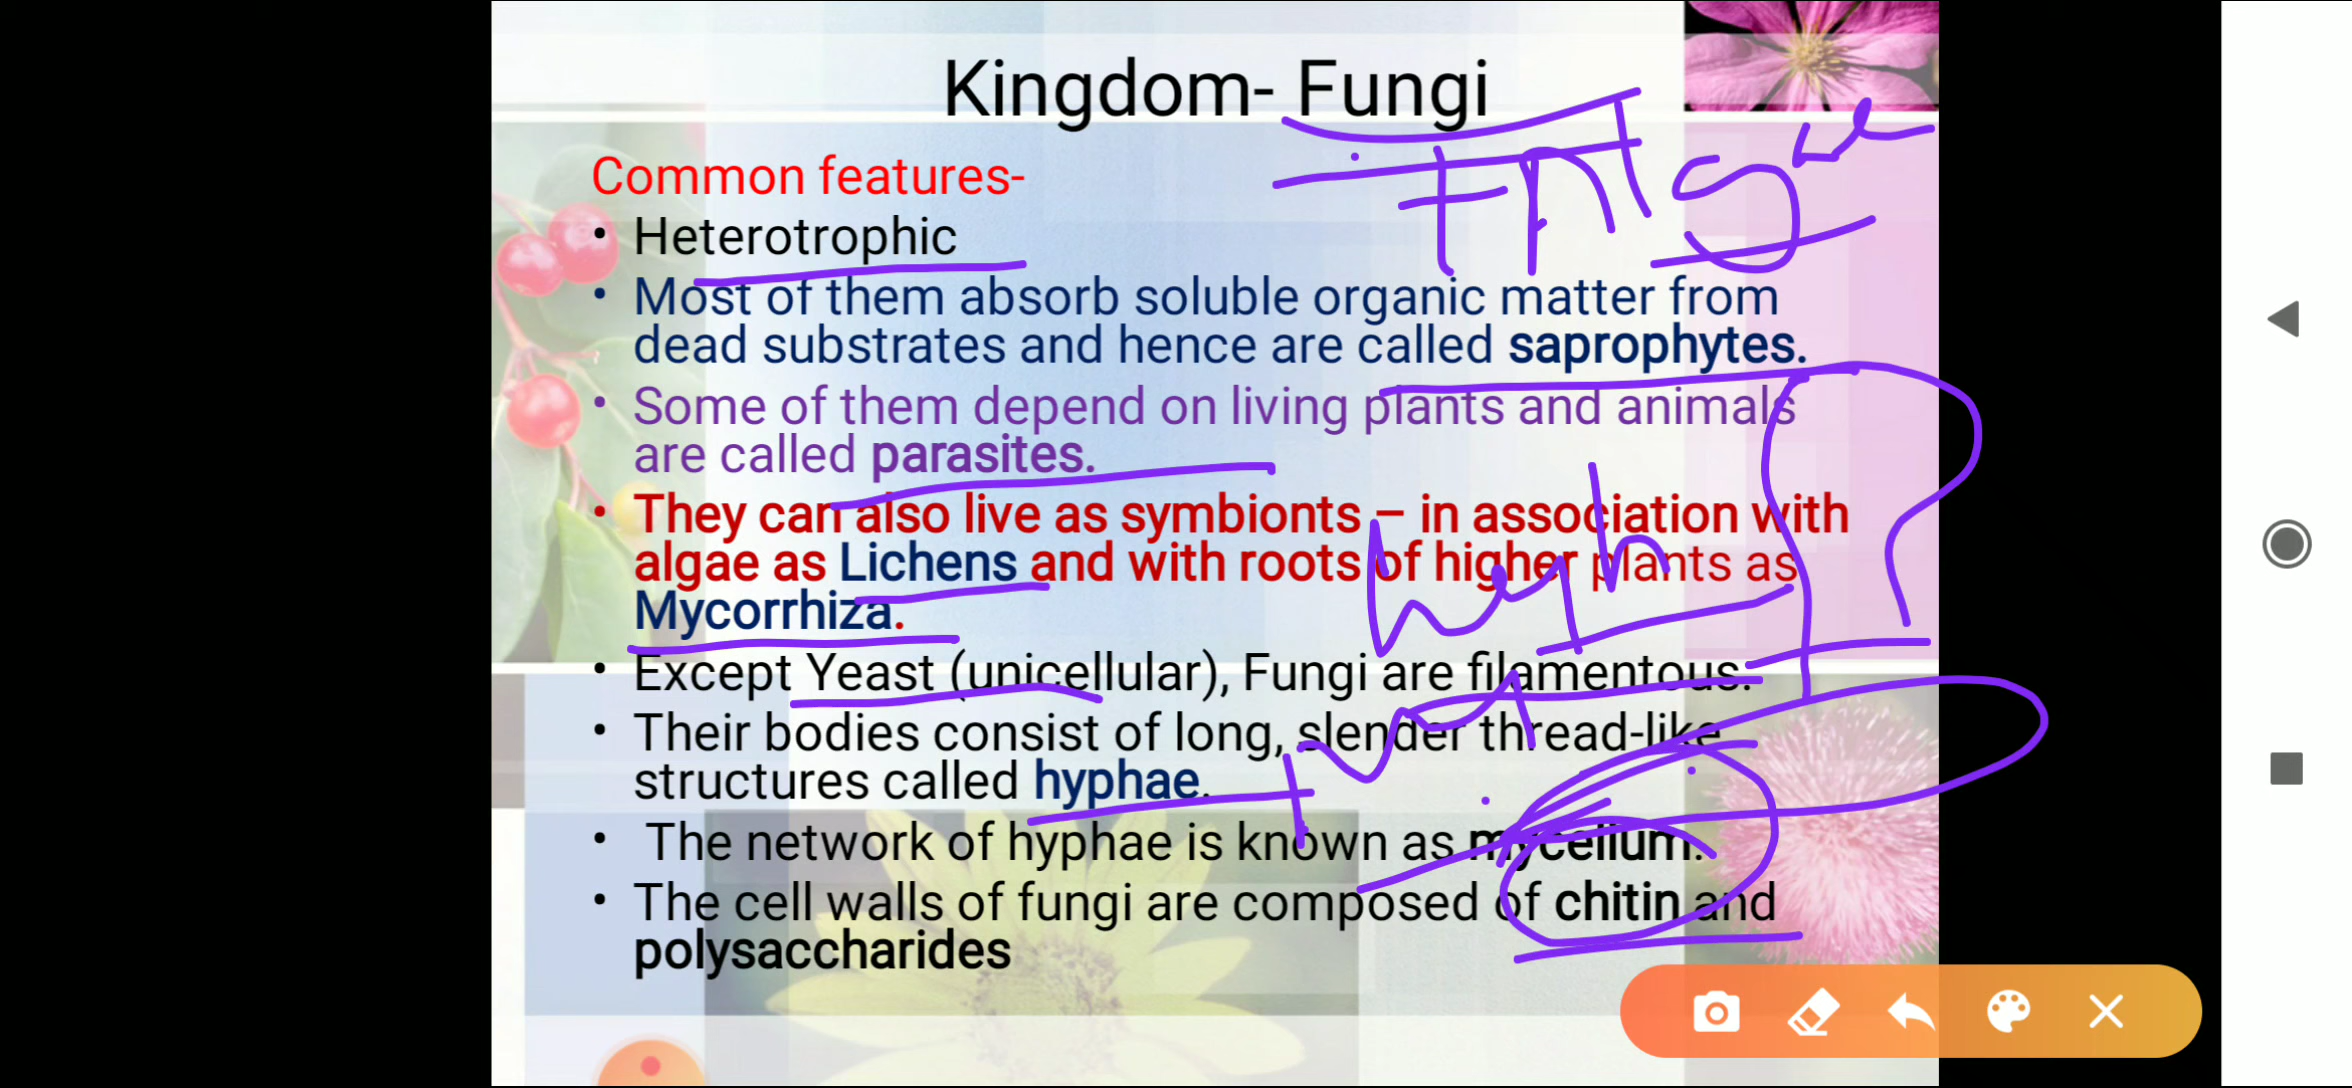 Kingdom- Fungi
Common features-
• Heterotrophic
• Most of them absorb soluble organic matter from
dead substrates and hence are called saprophytes.
• Some of them depend on living plants and animals
are called parasites.
• They can also live as symbionts – in association with
algae as Lichens and with roots of higher plants as
Mycorrhiza.
• Except Yeast (unicellular), Fungi are filamentous.
• Their bodies consist of long, slender thread-like
structures called hyphae.
• The network of hyphae is known as mycelium.
• The cell walls of fungi are composed of chitin and
polysaccharides